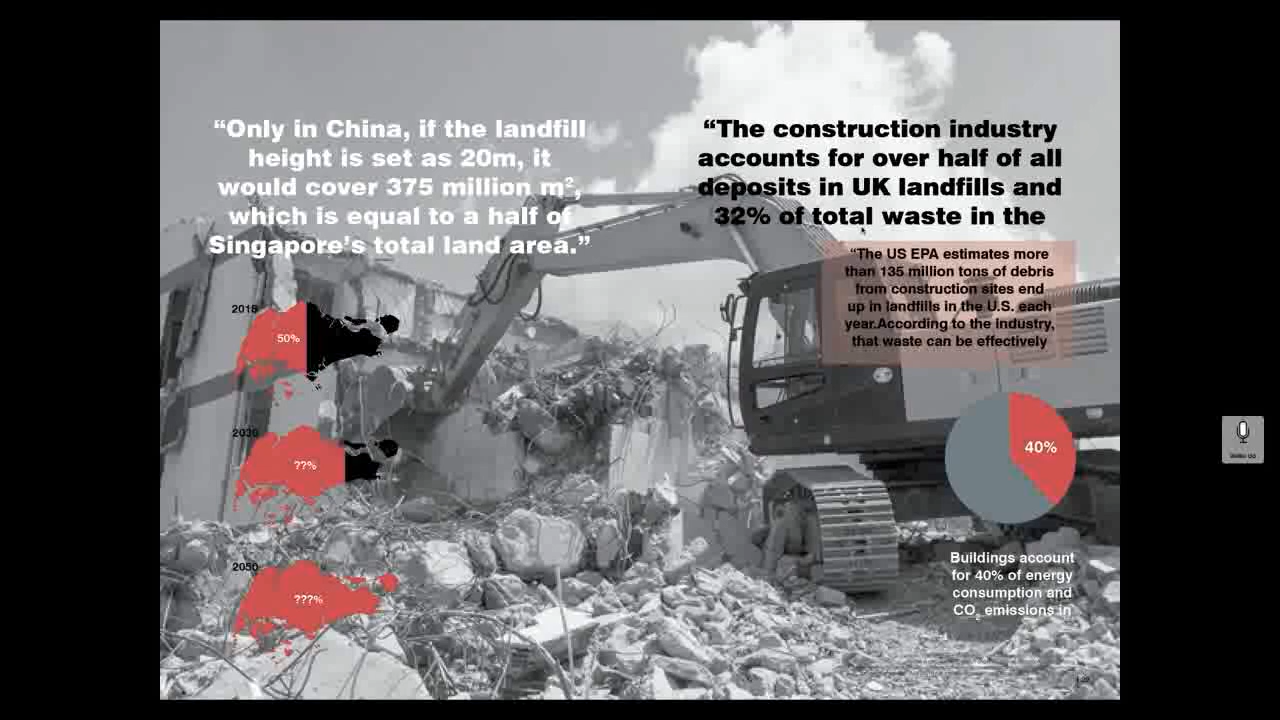 “Only in China, if the landfill
height is set as 20m, it
would cover 375 million m²,
which is equal to a half of
Singapore’s total land area.”
“The construction industry
accounts for over half of all
deposits in UK landfills and
32% of total waste in the
“The US EPA estimates more
than 135 million tons of debris
from construction sites end
up in landfills in the U.S. each
year.According to the industry,
that waste can be effectively
50%
2030
??%
2050
???%
40%
Buildings account
for 40% of energy
consumption and
CO₂ emissions in